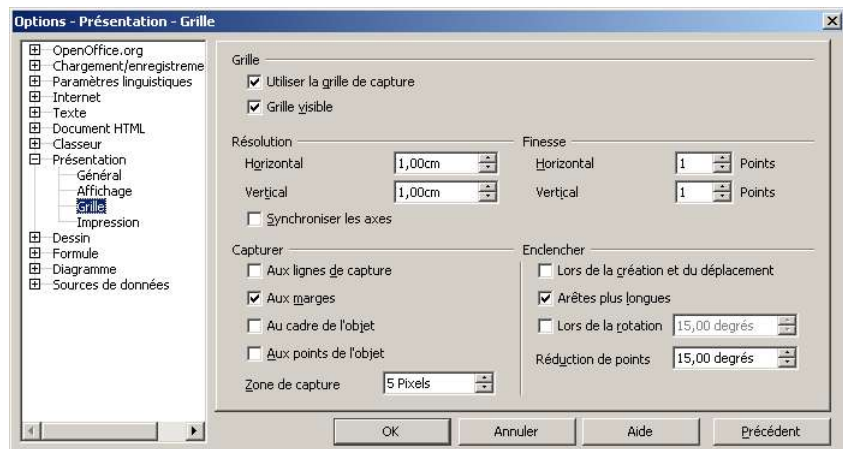 Options - Présentation - Grille
OpenOffice.org
Chargement/enregistreme
Paramètres linguistiques
Internet
Texte
Document HTML
Classeur
Présentation
Général
Affichage
Grille
Impression
Dessin
Formule
Diagramme
Sources de données
Grille
Utiliser la grille de capture
Grille visible
Résolution
Horizontal 1,00cm
Vertical 1,00cm
Synchroniser les axes
Finesse
Horizontal 1 Points
Vertical 1 Points
Capturer
Aux lignes de capture
Aux marges
Au cadre de l'objet
Aux points de l'objet
Zone de capture 5 Pixels
Enclencher
Lors de la création et du déplacement
Arêtes plus longues
Lors de la rotation 15,00 degrés
Réduction de points 15,00 degrés
OK Annuler Aide Précédent